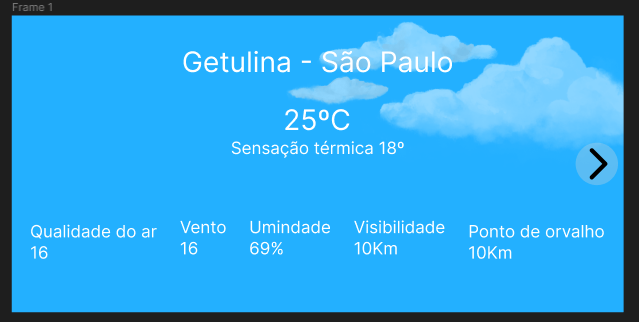 Frame 1
Getulina - São Paulo
25ºC
Sensação térmica 18º
Qualidade do ar
16
Vento
16
Umindade
69%
Visibilidade
10Km
Ponto de orvalho
10Km